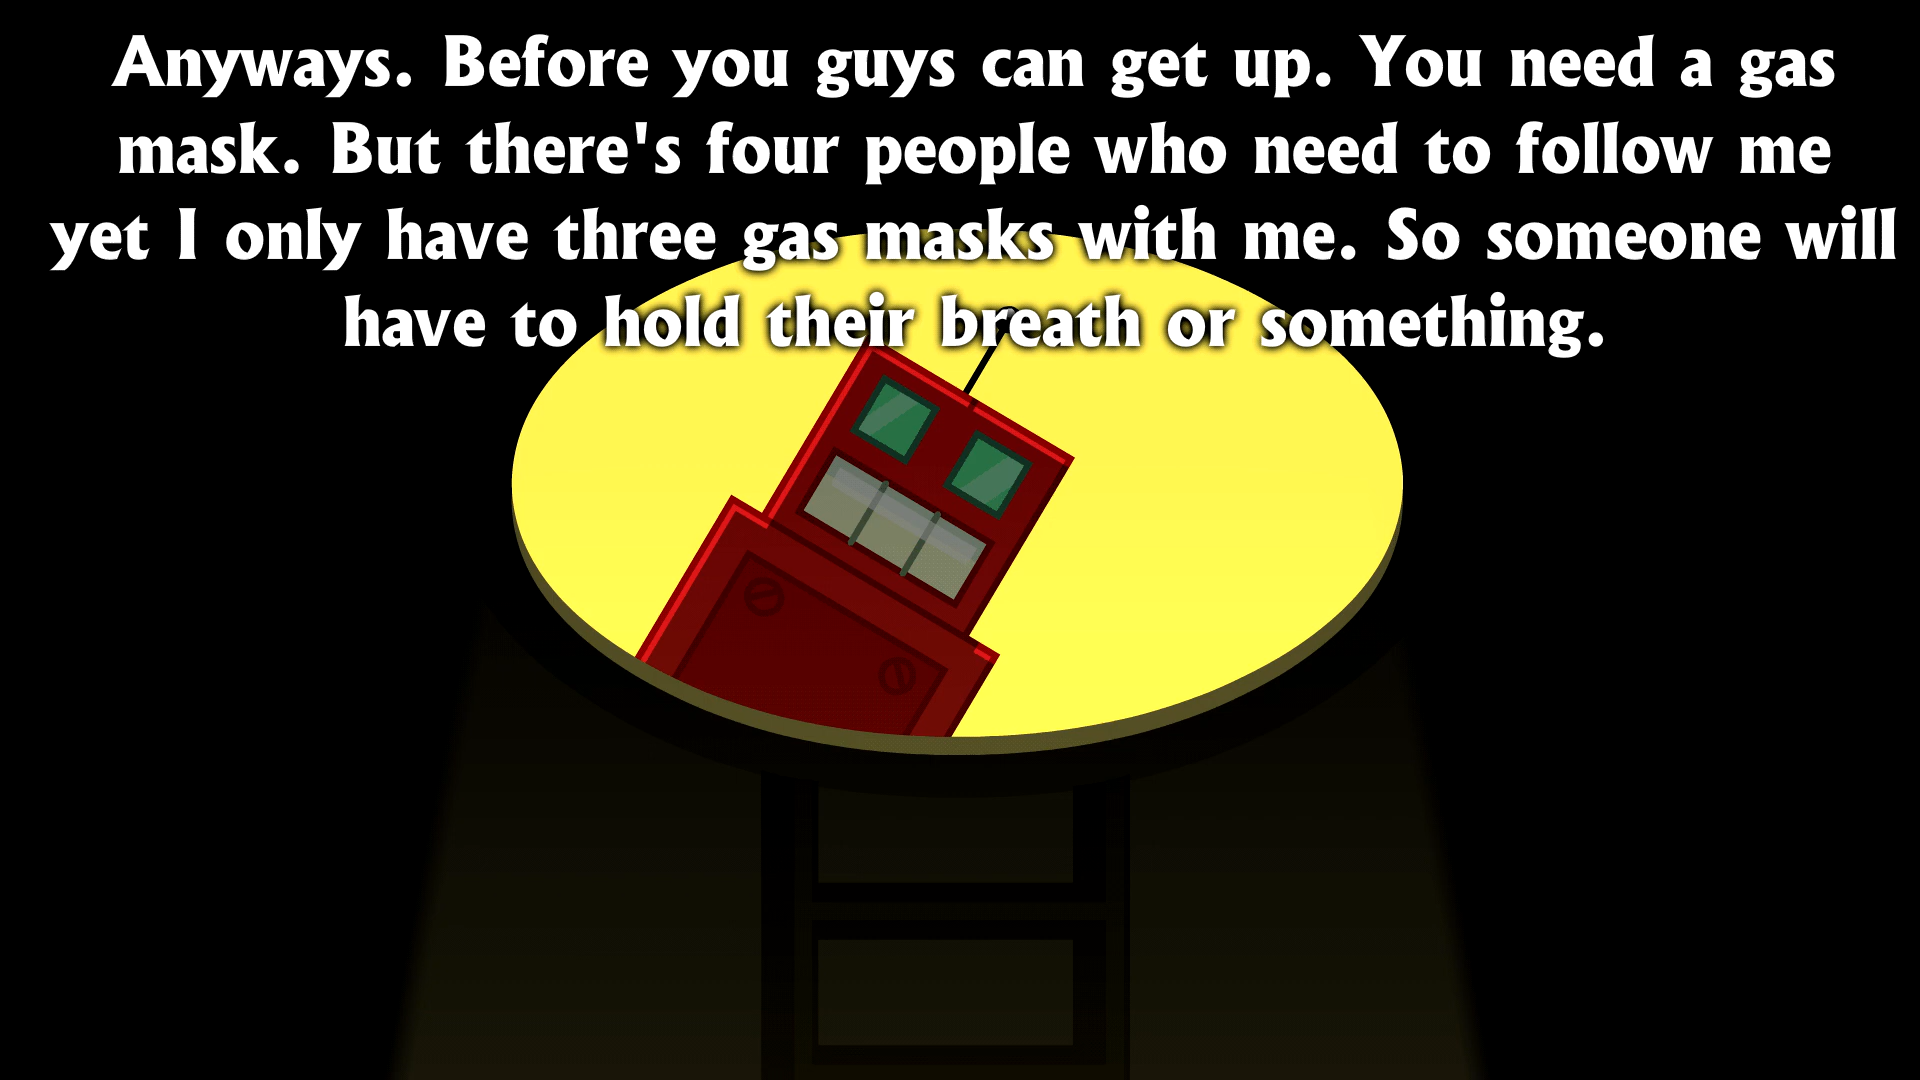 Anyways. Before you guys can get up. You need a gas
mask. But there's four people who need to follow me
yet I only have three gas masks with me. So someone will
have to hold their breath or something.